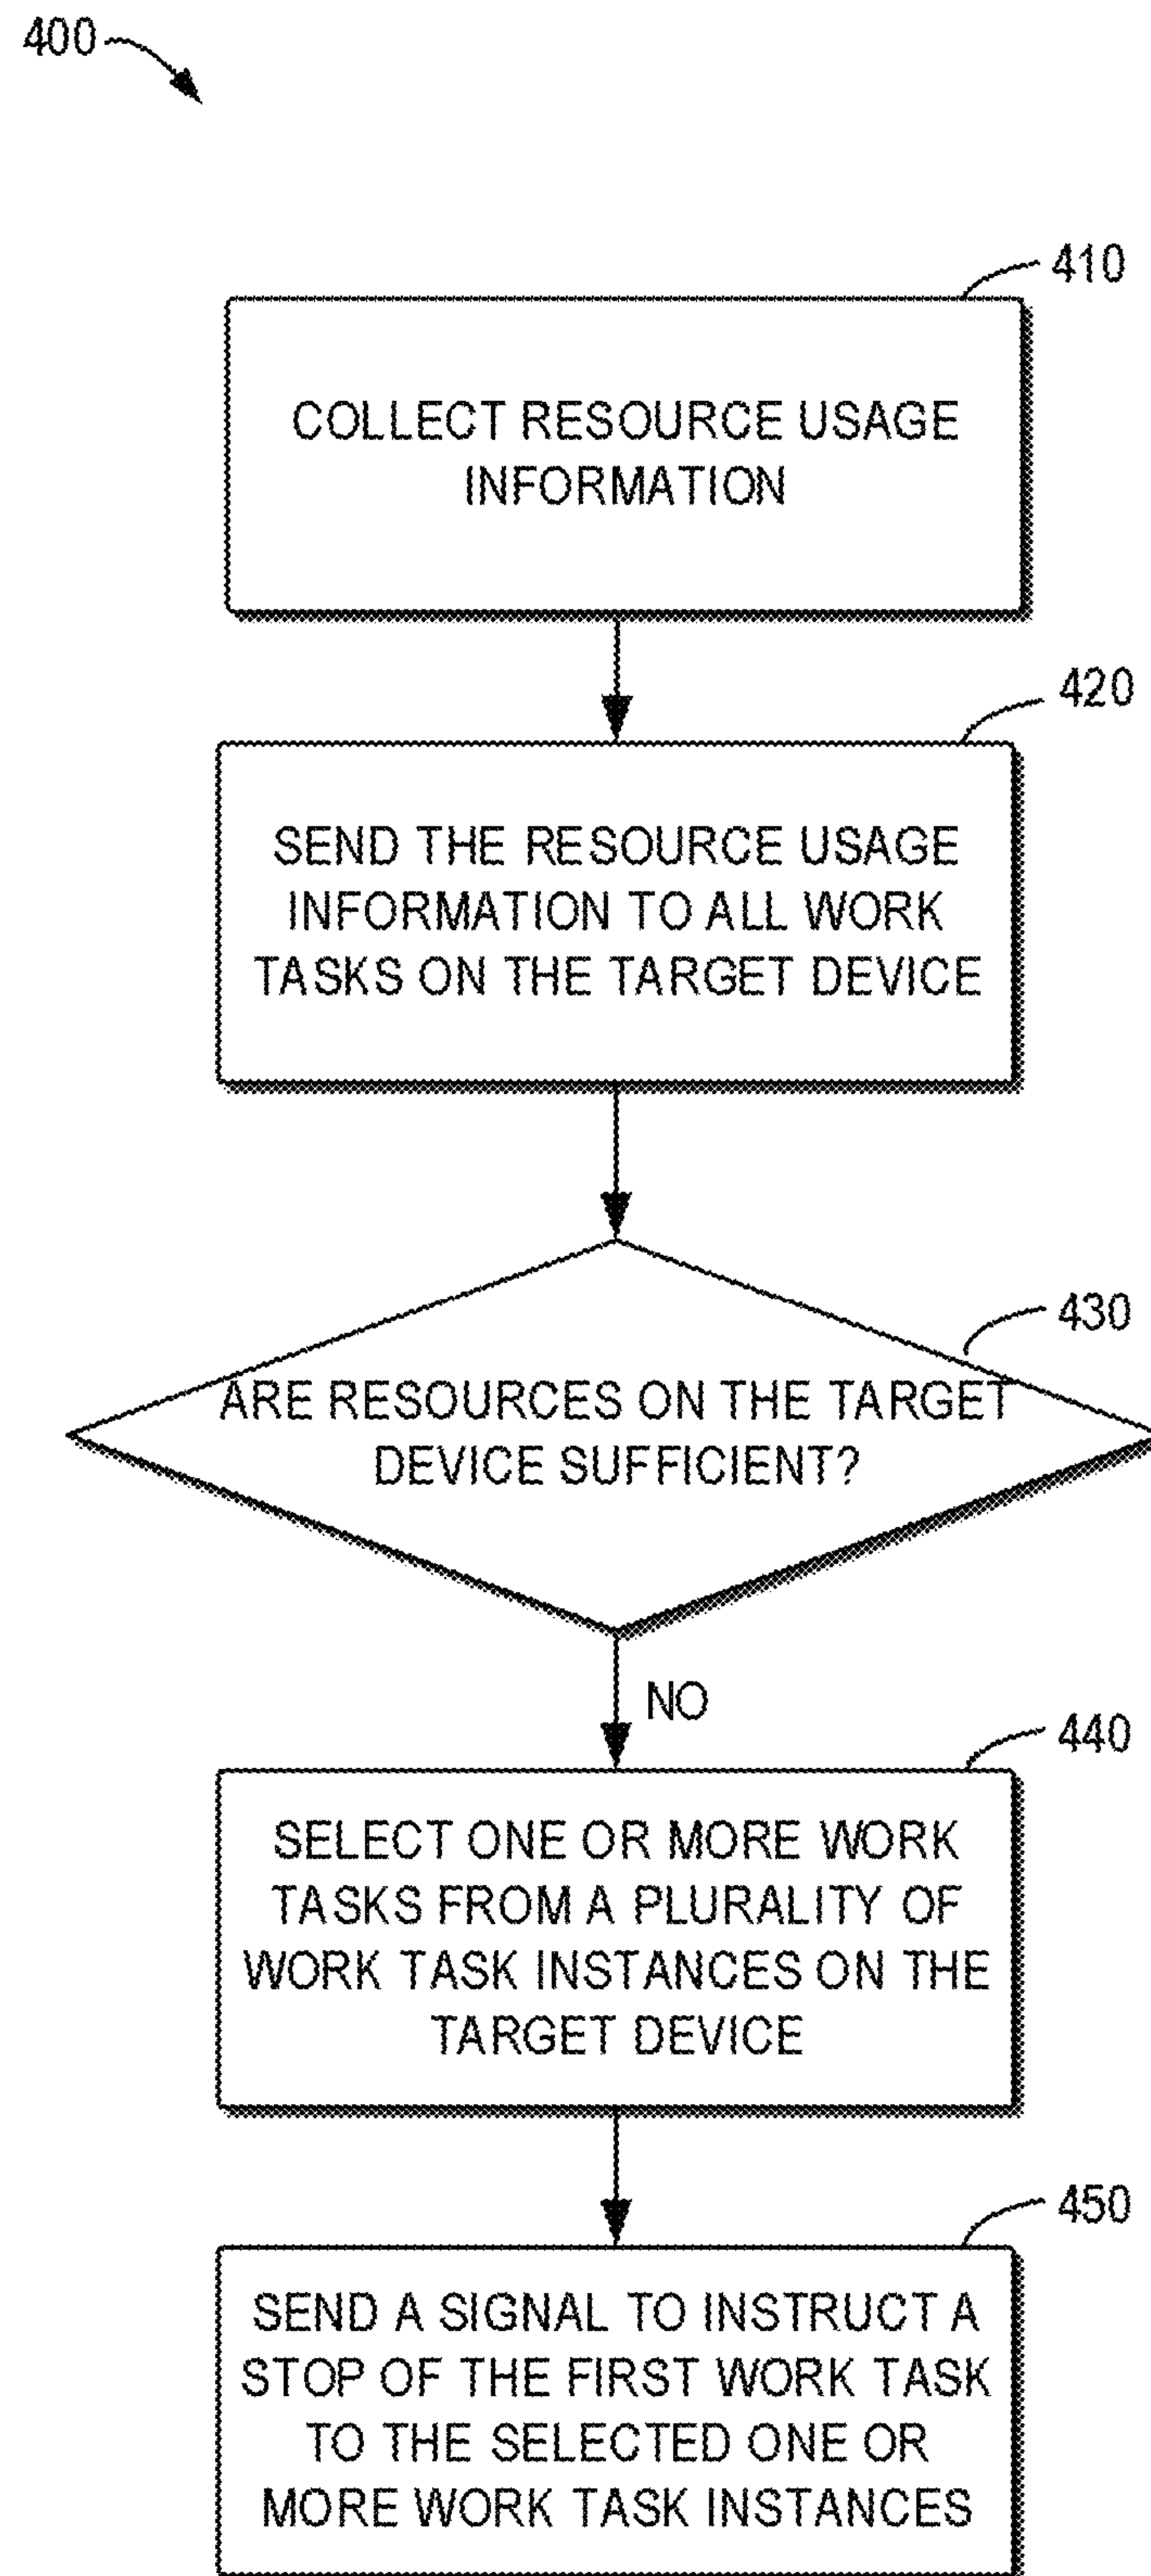 400
410
COLLECT RESOURCE USAGE
INFORMATION
420
SEND THE RESOURCE USAGE
INFORMATION TO ALL WORK
TASKS ON THE TARGET DEVICE
430
ARE RESOURCES ON THE TARGET
DEVICE SUFFICIENT?
NO
440
SELECT ONE OR MORE WORK
TASKS FROM A PLURALITY OF
WORK TASK INSTANCES ON THE
TARGET DEVICE
450
SEND A SIGNAL TO INSTRUCT A
STOP OF THE FIRST WORK TASK
TO THE SELECTED ONE OR
MORE WORK TASK INSTANCES